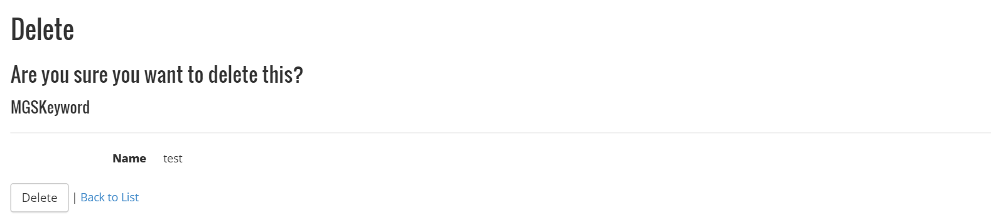 Delete
Are you sure you want to delete this?
MGSKeyword
Name test
Delete | Back to List